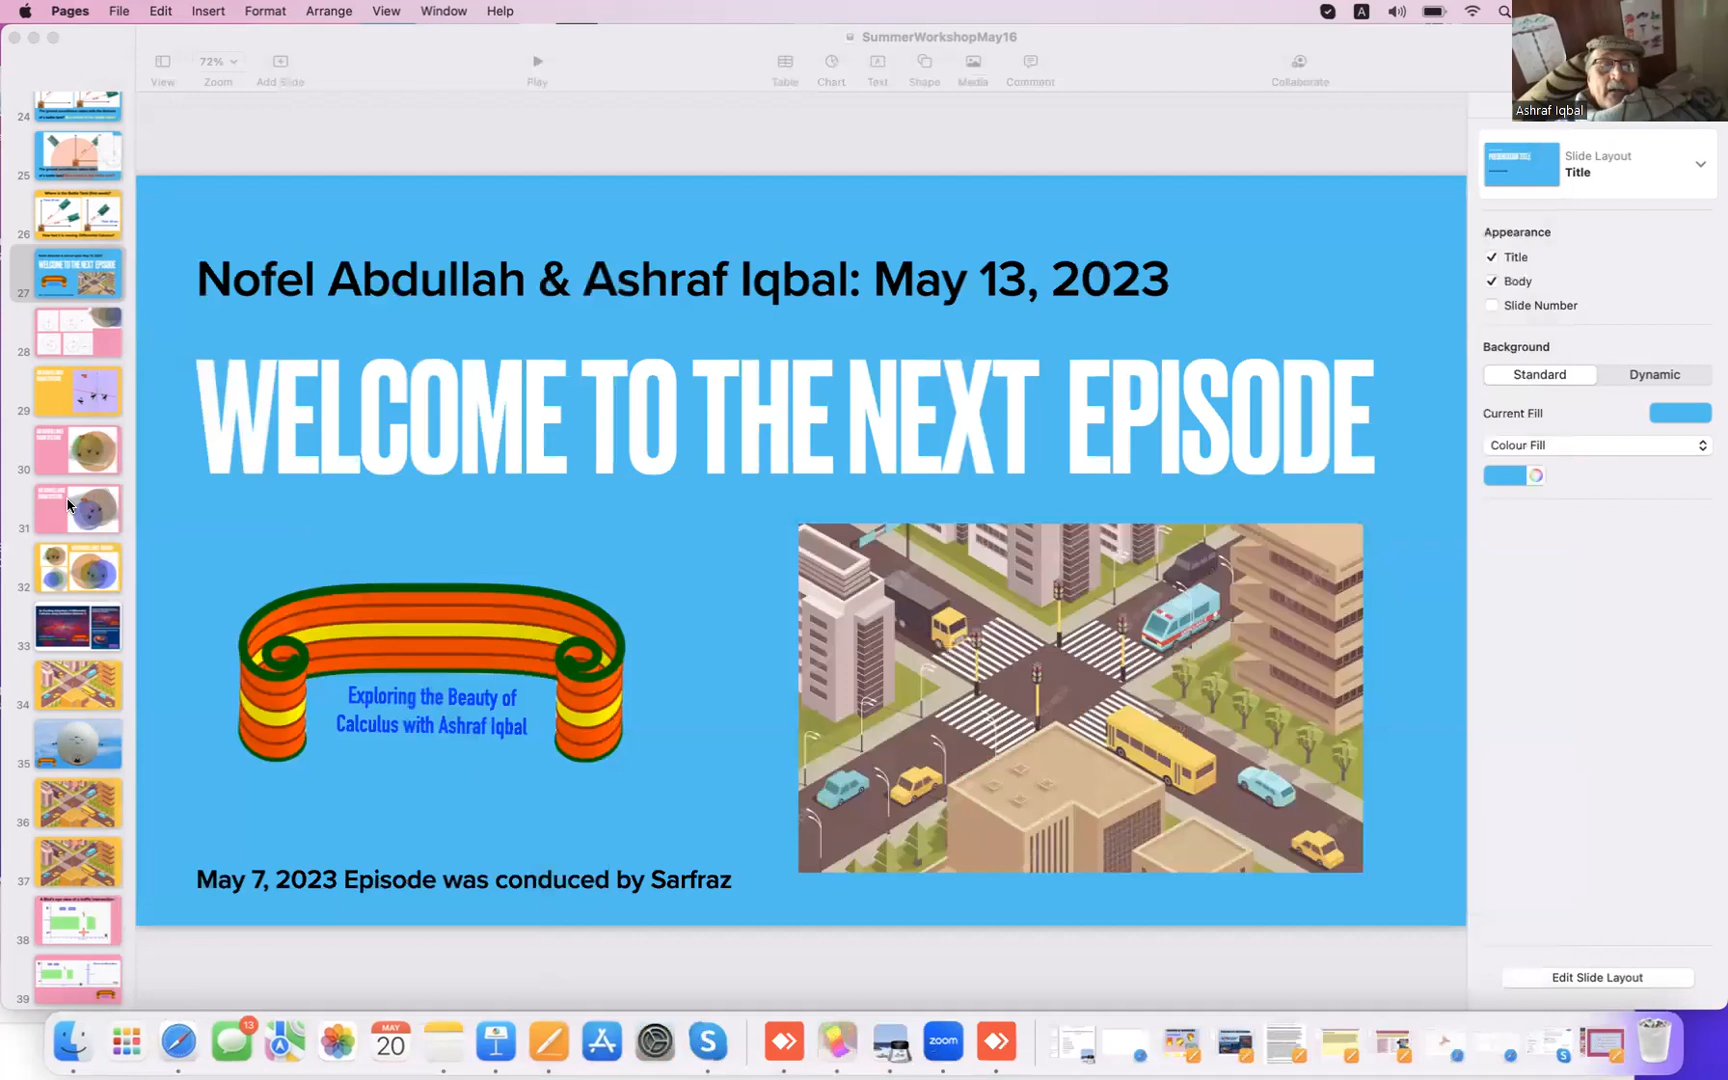 Pages File Edit Insert Format Arrange View Window Help
A
SummerWorkshopMay16
72%
View Zoom Add Slide Play Table Chart Text Shape Media Comment Collaborate
Ashraf Iqbal
24
25
26
27
28
29
30
31
32
33
34
35
36
37
38
39
Nofel Abdullah & Ashraf Iqbal: May 13, 2023
WELCOME TO THE NEXT EPISODE
Exploring the Beauty of
Calculus with Ashraf Iqbal
May 7, 2023 Episode was conduced by Sarfraz
Slide Layout
Title
Appearance
Title
Body
Slide Number
Background
Standard Dynamic
Current Fill
Colour Fill
Edit Slide Layout
13
MAY
20
zoom